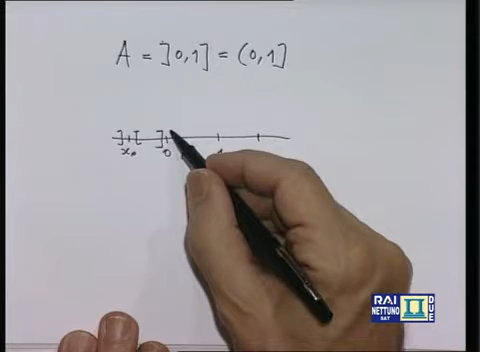 A = ]0,1] = (0,1]
] x₀ [ ] 0
RAI
NETTUNO
SAT
DUE